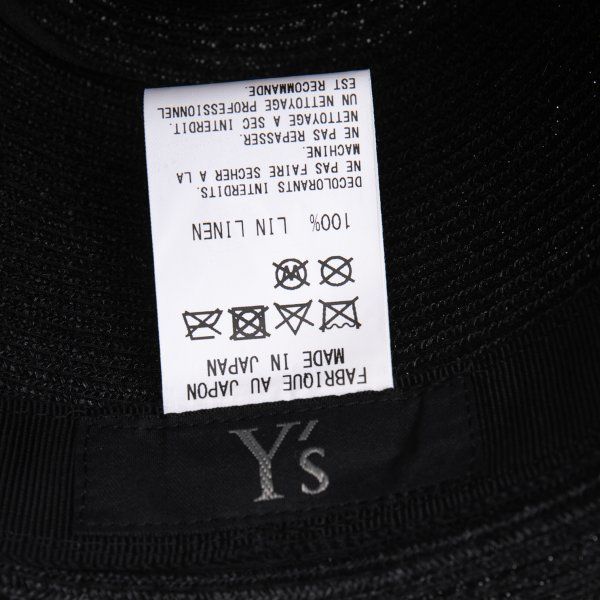 FABRIQUE AU JAPON
MADE IN JAPAN
100% LIN LINEN
DECOLORANTS INTERDITS.
NE PAS FAIRE SECHER A LA
MACHINE.
NE PAS REPASSER.
NETTOYAGE A SEC INTERDIT.
UN NETTOYAGE PROFESSIONNEL
EST RECOMMANDE.
Y's